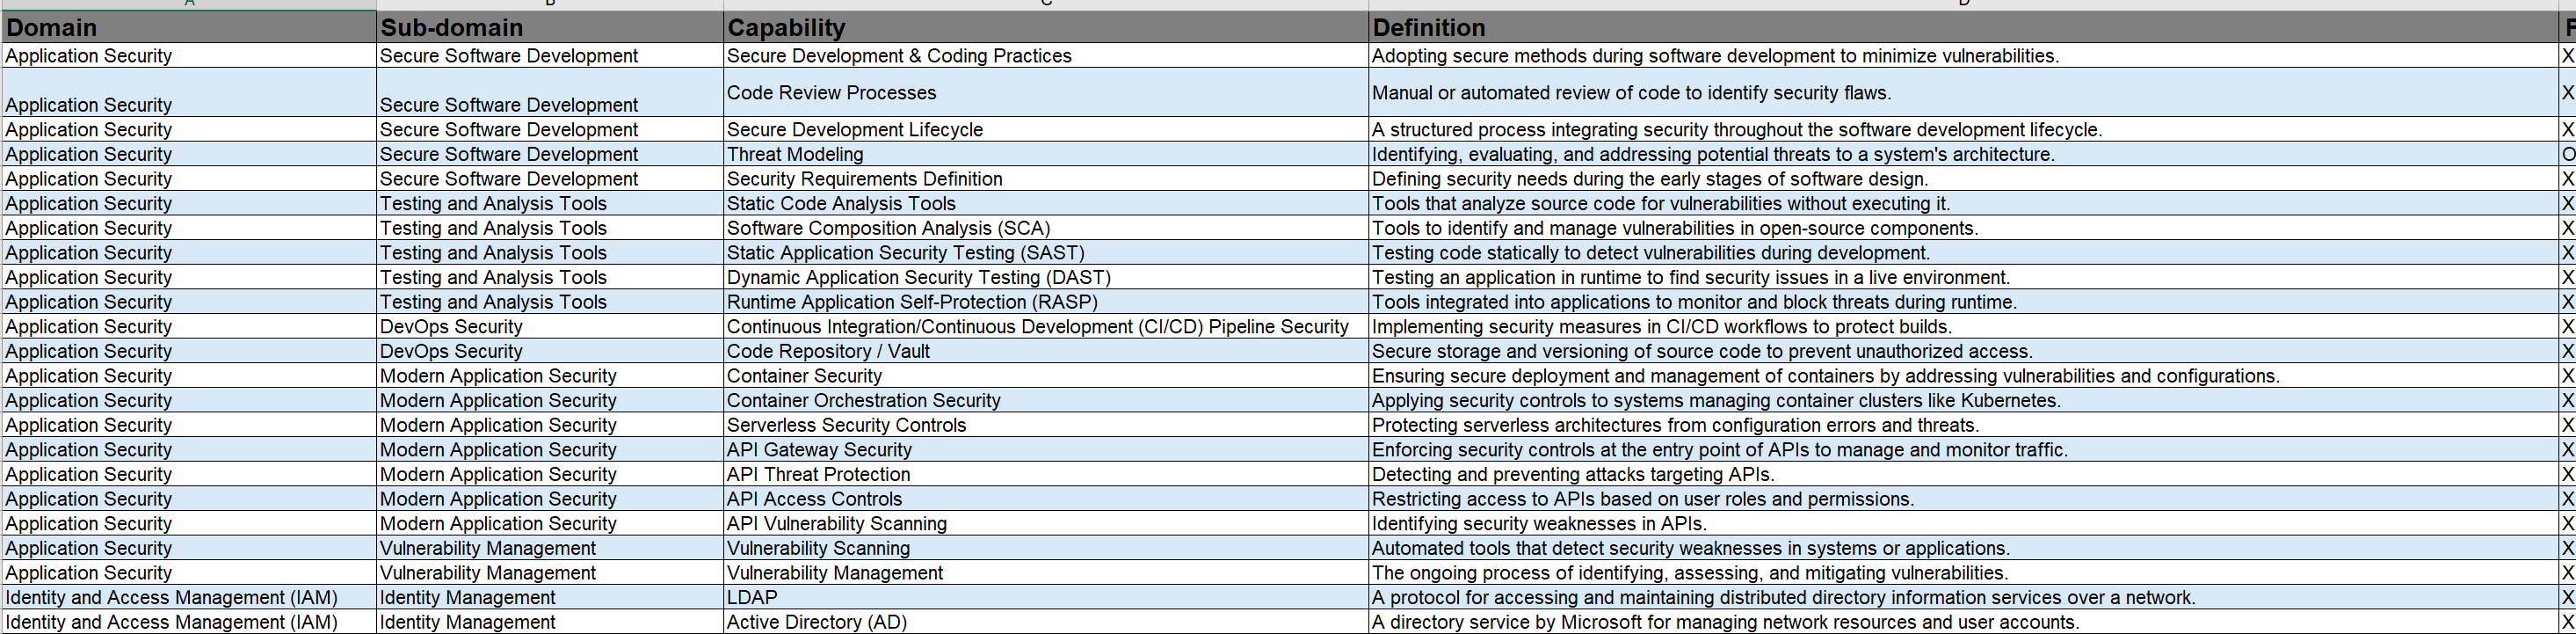 Domain Sub-domain Capability Definition
Application Security Secure Software Development Secure Development & Coding Practices Adopting secure methods during software development to minimize vulnerabilities. X
Application Security Secure Software Development Code Review Processes Manual or automated review of code to identify security flaws. X
Application Security Secure Software Development Secure Development Lifecycle A structured process integrating security throughout the software development lifecycle. X
Application Security Secure Software Development Threat Modeling Identifying, evaluating, and addressing potential threats to a system's architecture. O
Application Security Secure Software Development Security Requirements Definition Defining security needs during the early stages of software design. X
Application Security Testing and Analysis Tools Static Code Analysis Tools Tools that analyze source code for vulnerabilities without executing it. X
Application Security Testing and Analysis Tools Software Composition Analysis (SCA) Tools to identify and manage vulnerabilities in open-source components. X
Application Security Testing and Analysis Tools Static Application Security Testing (SAST) Testing code statically to detect vulnerabilities during development. X
Application Security Testing and Analysis Tools Dynamic Application Security Testing (DAST) Testing an application in runtime to find security issues in a live environment. X
Application Security Testing and Analysis Tools Runtime Application Self-Protection (RASP) Tools integrated into applications to monitor and block threats during runtime. X
Application Security DevOps Security Continuous Integration/Continuous Development (CI/CD) Pipeline Security Implementing security measures in CI/CD workflows to protect builds. X
Application Security DevOps Security Code Repository / Vault Secure storage and versioning of source code to prevent unauthorized access. X
Application Security Modern Application Security Container Security Ensuring secure deployment and management of containers by addressing vulnerabilities and configurations. X
Application Security Modern Application Security Container Orchestration Security Applying security controls to systems managing container clusters like Kubernetes. X
Application Security Modern Application Security Serverless Security Controls Protecting serverless architectures from configuration errors and threats. X
Application Security Modern Application Security API Gateway Security Enforcing security controls at the entry point of APIs to manage and monitor traffic. X
Application Security Modern Application Security API Threat Protection Detecting and preventing attacks targeting APIs. X
Application Security Modern Application Security API Access Controls Restricting access to APIs based on user roles and permissions. X
Application Security Modern Application Security API Vulnerability Scanning Identifying security weaknesses in APIs. X
Application Security Vulnerability Management Vulnerability Scanning Automated tools that detect security weaknesses in systems or applications. X
Application Security Vulnerability Management Vulnerability Management The ongoing process of identifying, assessing, and mitigating vulnerabilities. X
Identity and Access Management (IAM) Identity Management LDAP A protocol for accessing and maintaining distributed directory information services over a network. X
Identity and Access Management (IAM) Identity Management Active Directory (AD) A directory service by Microsoft for managing network resources and user accounts. X